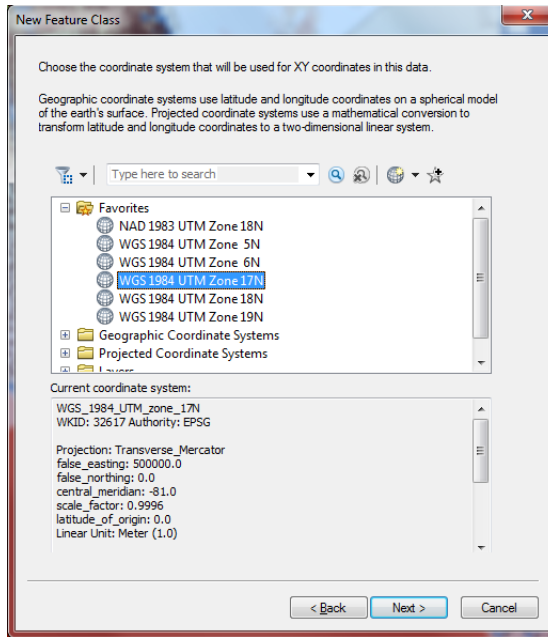 New Feature Class
Choose the coordinate system that will be used for XY coordinates in this data.
Geographic coordinate systems use latitude and longitude coordinates on a spherical model
of the earth's surface. Projected coordinate systems use a mathematical conversion to
transform latitude and longitude coordinates to a two-dimensional linear system.
Type here to search
Favorites
NAD 1983 UTM Zone 18N
WGS 1984 UTM Zone 5N
WGS 1984 UTM Zone 6N
WGS 1984 UTM Zone 17N
WGS 1984 UTM Zone 18N
WGS 1984 UTM Zone 19N
Geographic Coordinate Systems
Projected Coordinate Systems
Layers
Current coordinate system:
WGS_1984_UTM_zone_17N
WKID: 32617 Authority: EPSG
Projection: Transverse_Mercator
false_easting: 500000.0
false_northing: 0.0
central_meridian: -81.0
scale_factor: 0.9996
latitude_of_origin: 0.0
Linear Unit: Meter (1.0)
< Back Next > Cancel